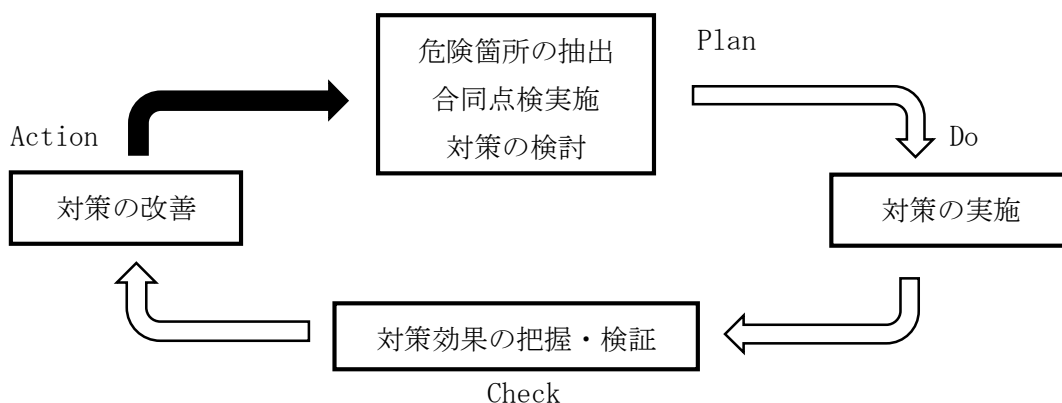 危険箇所の抽出
合同点検実施
対策の検討
Plan
Do
対策の実施
対策効果の把握・検証
Check
対策の改善
Action